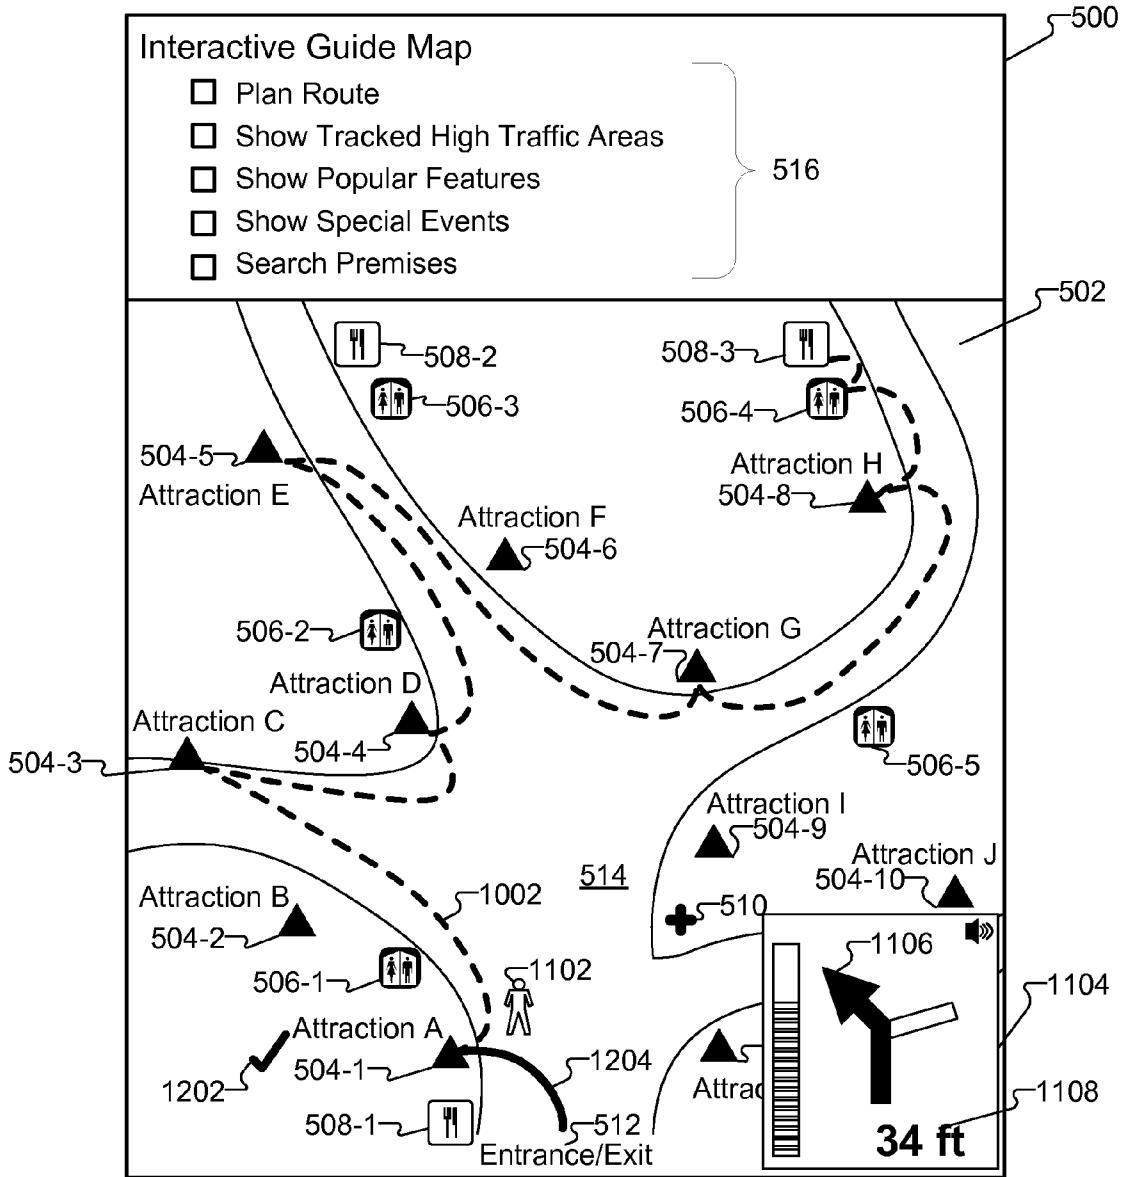 500
Interactive Guide Map
Plan Route
Show Tracked High Traffic Areas
Show Popular Features
516
Show Special Events
Search Premises
502
508-2
508-3
506-3
506-4
504-5
Attraction E
Attraction H
504-8
Attraction F
504-6
506-2
Attraction G
504-7
Attraction D
504-4
Attraction C
504-3
506-5
Attraction I
504-9
Attraction J
504-10
514
510
Attraction B
504-2
1002
506-1
1102
1106
1104
Attraction A
504-1
1202
1204
Attrac
1108
508-1
512
Entrance/Exit
34 ft